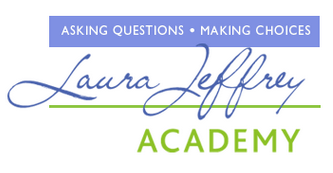 ASKING QUESTIONS • MAKING CHOICES
Laura Jeffrey
ACADEMY